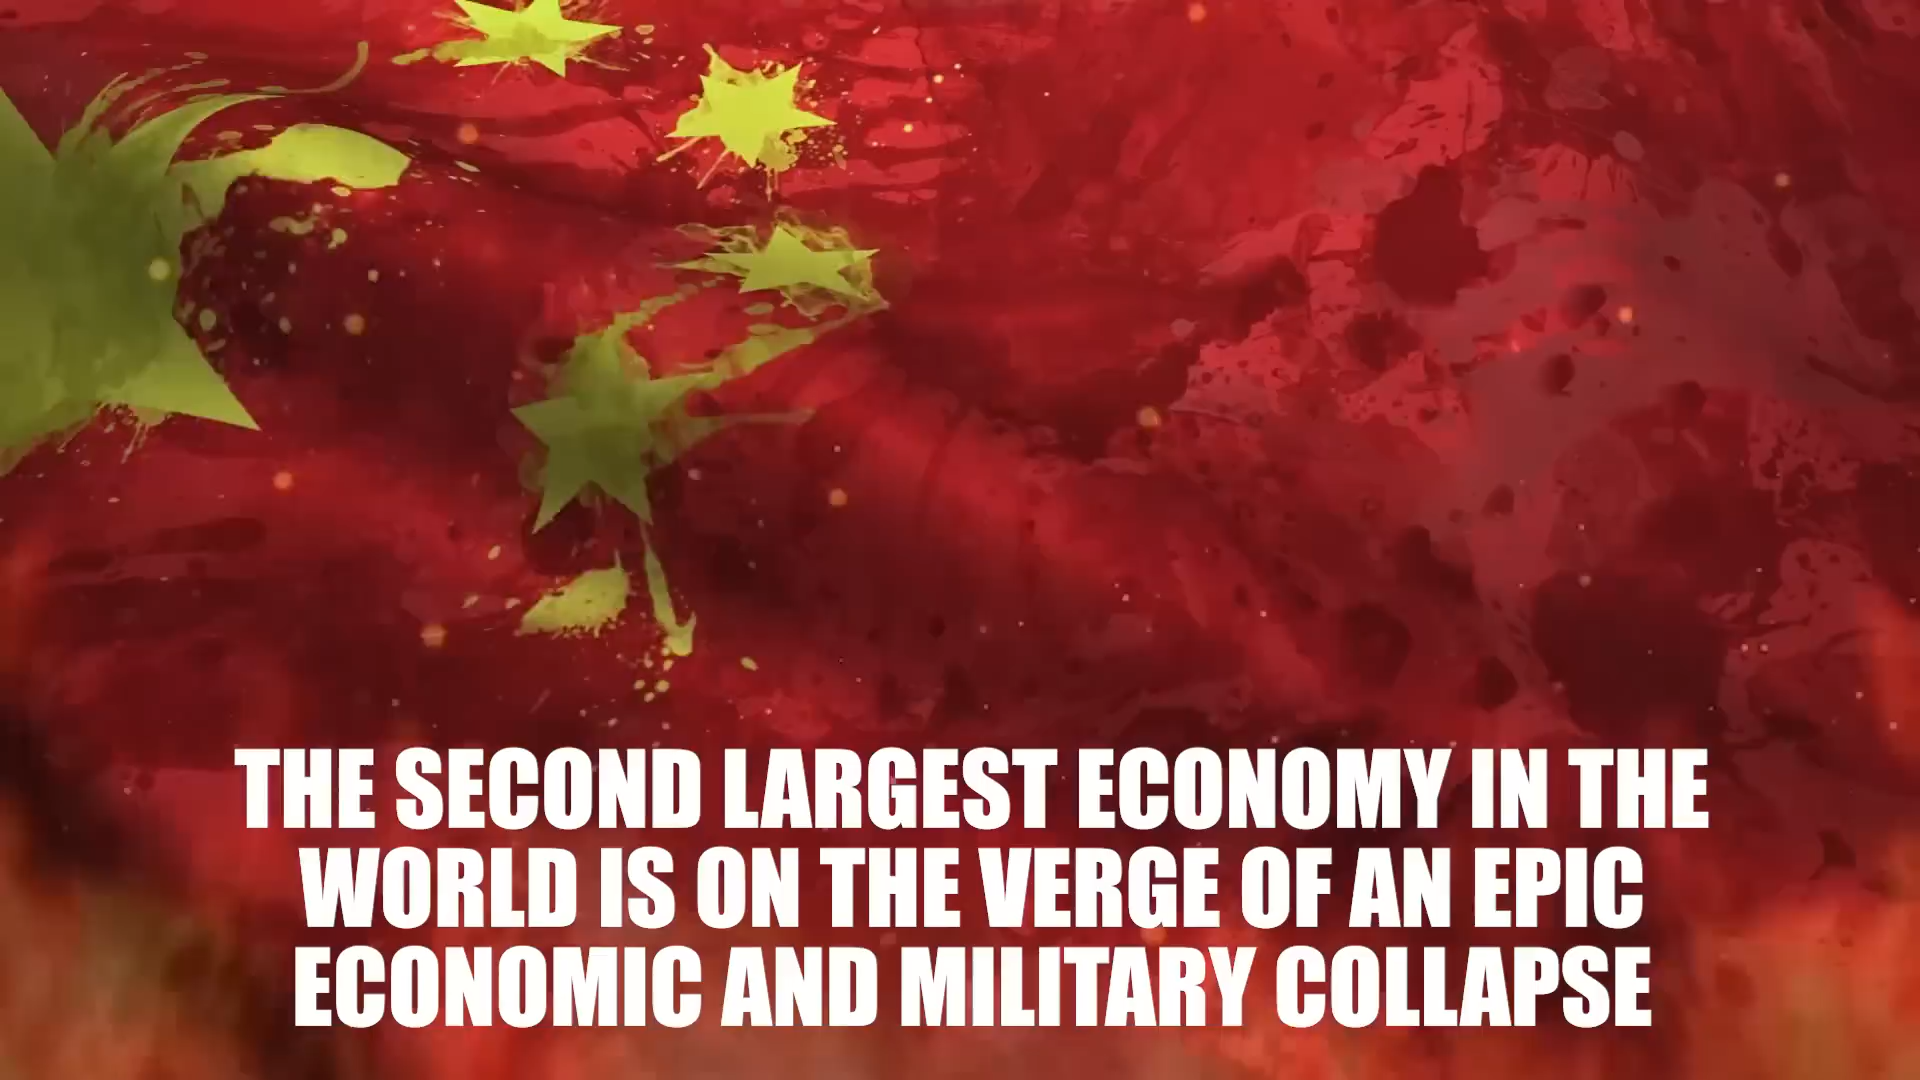 THE SECOND LARGEST ECONOMY IN THE
WORLD IS ON THE VERGE OF AN EPIC
ECONOMIC AND MILITARY COLLAPSE